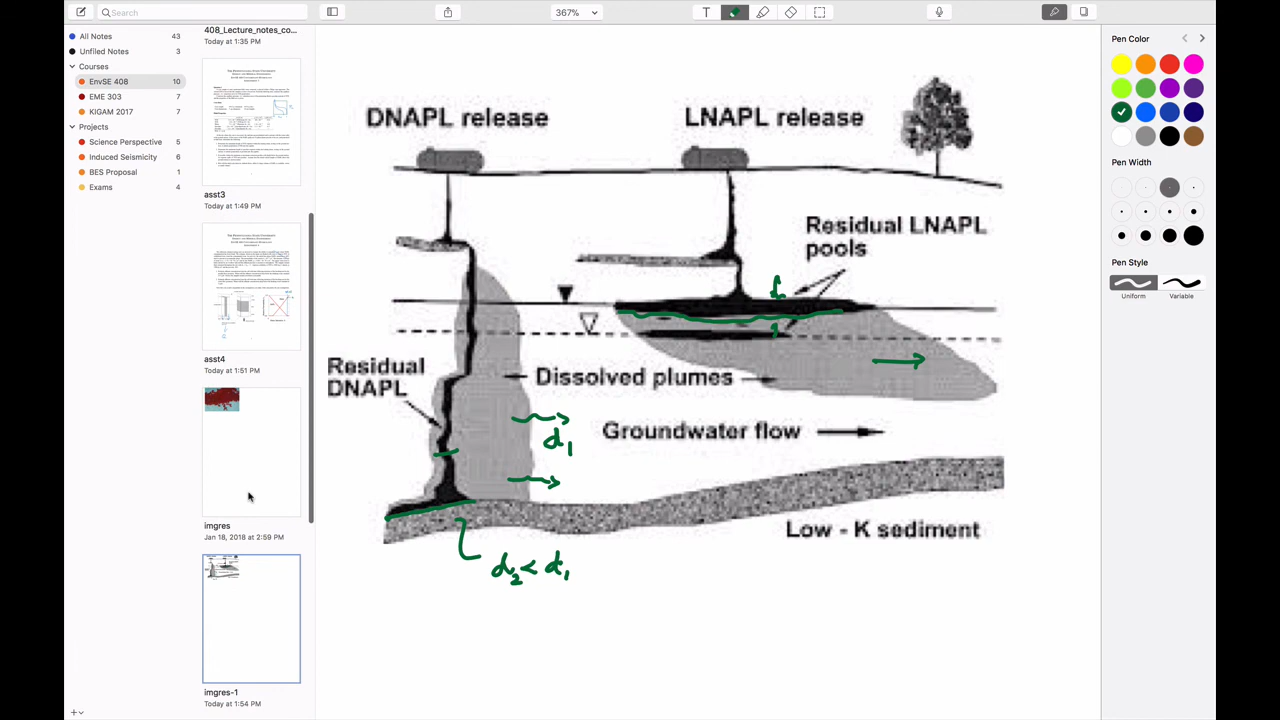 Search
367%
T
All Notes 43
Unfiled Notes 3
Courses
EnvSE 408 10
EME 303 7
KIGAM 2017 7
Projects
Science Perspective 5
Induced Seismicity 6
BES Proposal 1
Exams 4
408_Lecture_notes_co...
Today at 1:35 PM
asst3
Today at 1:49 PM
asst4
Today at 1:51 PM
imgres
Jan 18, 2018 at 2:59 PM
imgres-1
Today at 1:54 PM
DNAPL release
LNAPL release
Residual LNAPL
pools
Residual
DNAPL
Dissolved plumes
d1
Groundwater flow
Low - K sediment
d2 < d1
Pen Color
Pen Width
Pen Style
Uniform
Variable